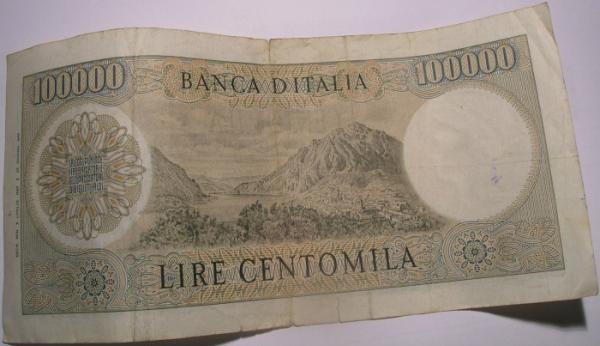 100000
BANCA D'ITALIA
100000
LIRE CENTOMILA